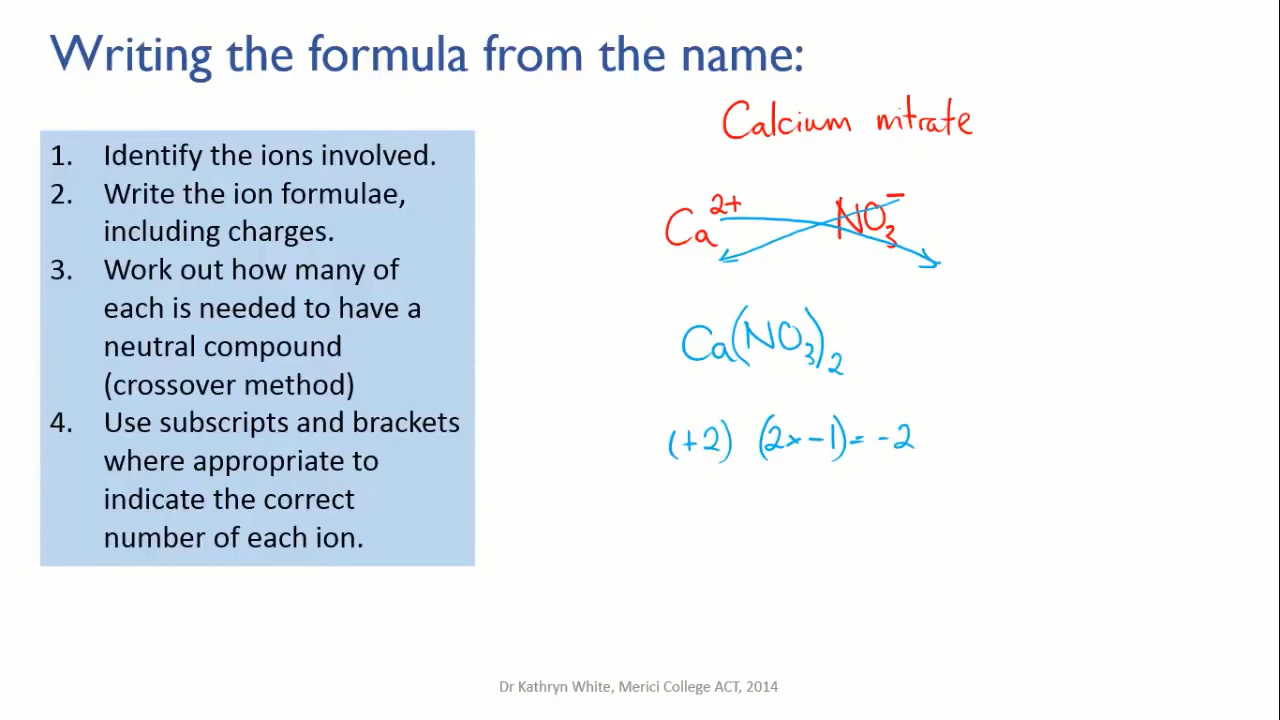 Writing the formula from the name:
Calcium nitrate
1. Identify the ions involved.
2. Write the ion formulae,
including charges.
3. Work out how many of
each is needed to have a
neutral compound
(crossover method)
4. Use subscripts and brackets
where appropriate to
indicate the correct
number of each ion.
Ca²⁺ NO₃⁻
Ca(NO₃)₂
(+2) (2x-1)= -2
Dr Kathryn White, Merici College ACT, 2014